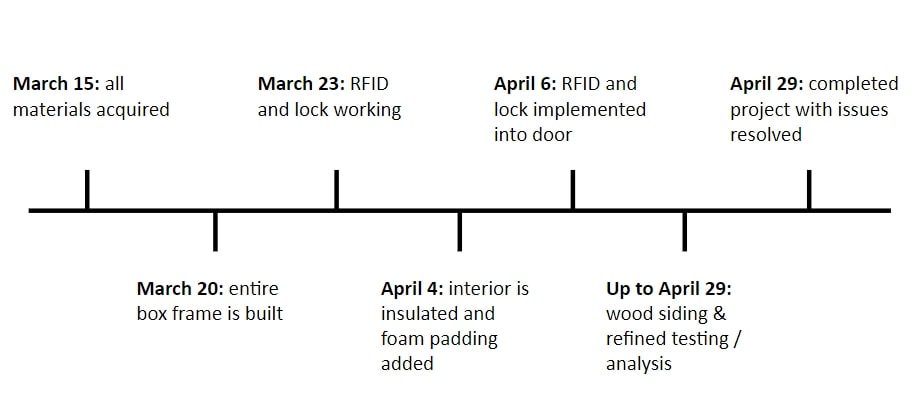 March 15: all
materials acquired
March 20: entire
box frame is built
March 23: RFID
and lock working
April 4: interior is
insulated and
foam padding
added
April 6: RFID and
lock implemented
into door
Up to April 29:
wood siding &
refined testing /
analysis
April 29: completed
project with issues
resolved